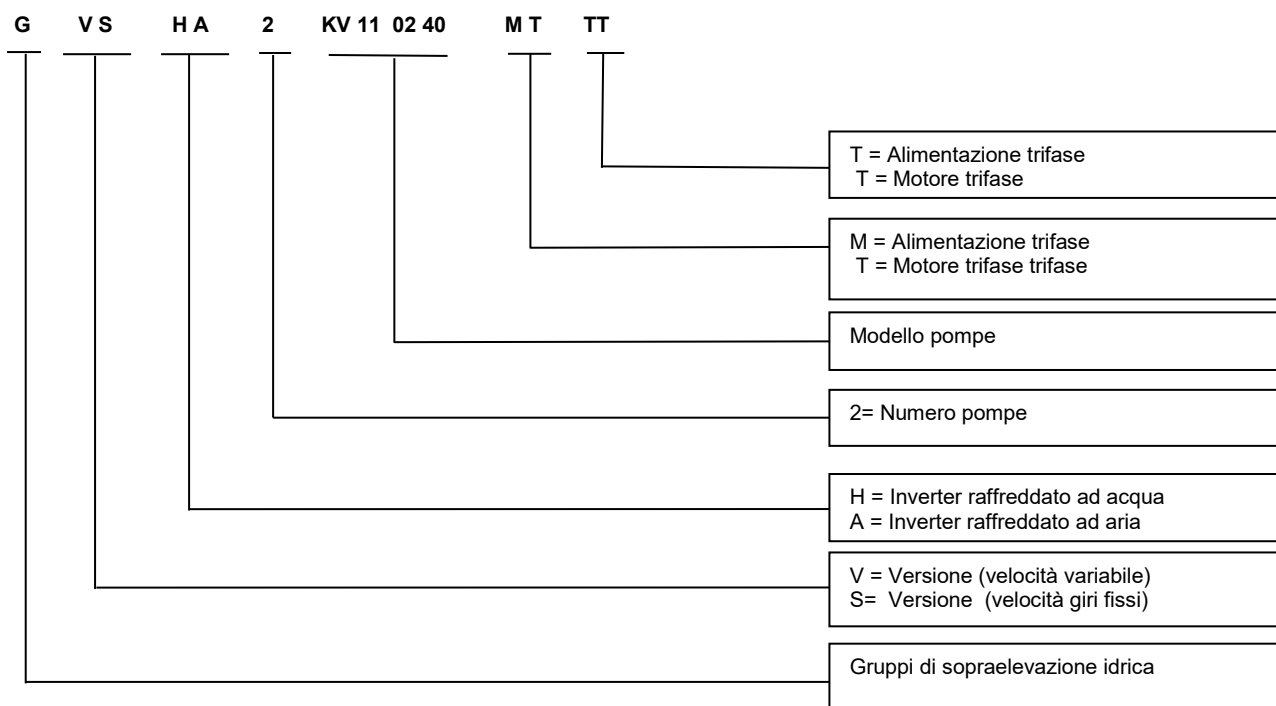 G V S H A 2 KV 11 02 40 M T TT
T = Alimentazione trifase
T = Motore trifase
M = Alimentazione trifase
T = Motore trifase trifase
Modello pompe
2= Numero pompe
H = Inverter raffreddato ad acqua
A = Inverter raffreddato ad aria
V = Versione (velocità variabile)
S= Versione (velocità giri fissi)
Gruppi di sopraelevazione idrica